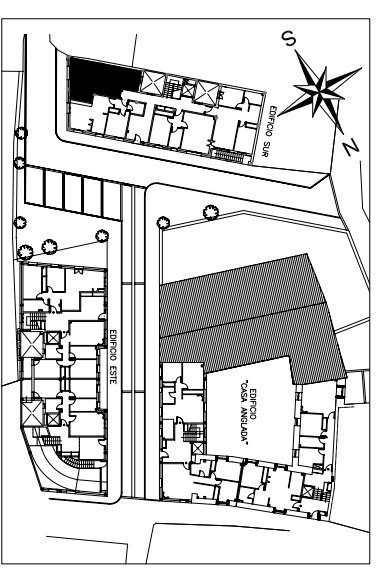 S
N
EDIFICIO SUR
EDIFICIO ESTE
EDIFICIO
"CASA ANGLADA"